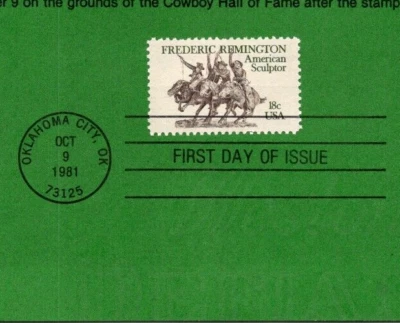 er 9 on the grounds of the Cowboy Hall of Fame after the stamp
FREDERIC REMINGTON
American
Sculptor
18c
USA
OKLAHOMA CITY, OK
OCT
9
1981
73125
FIRST DAY OF ISSUE